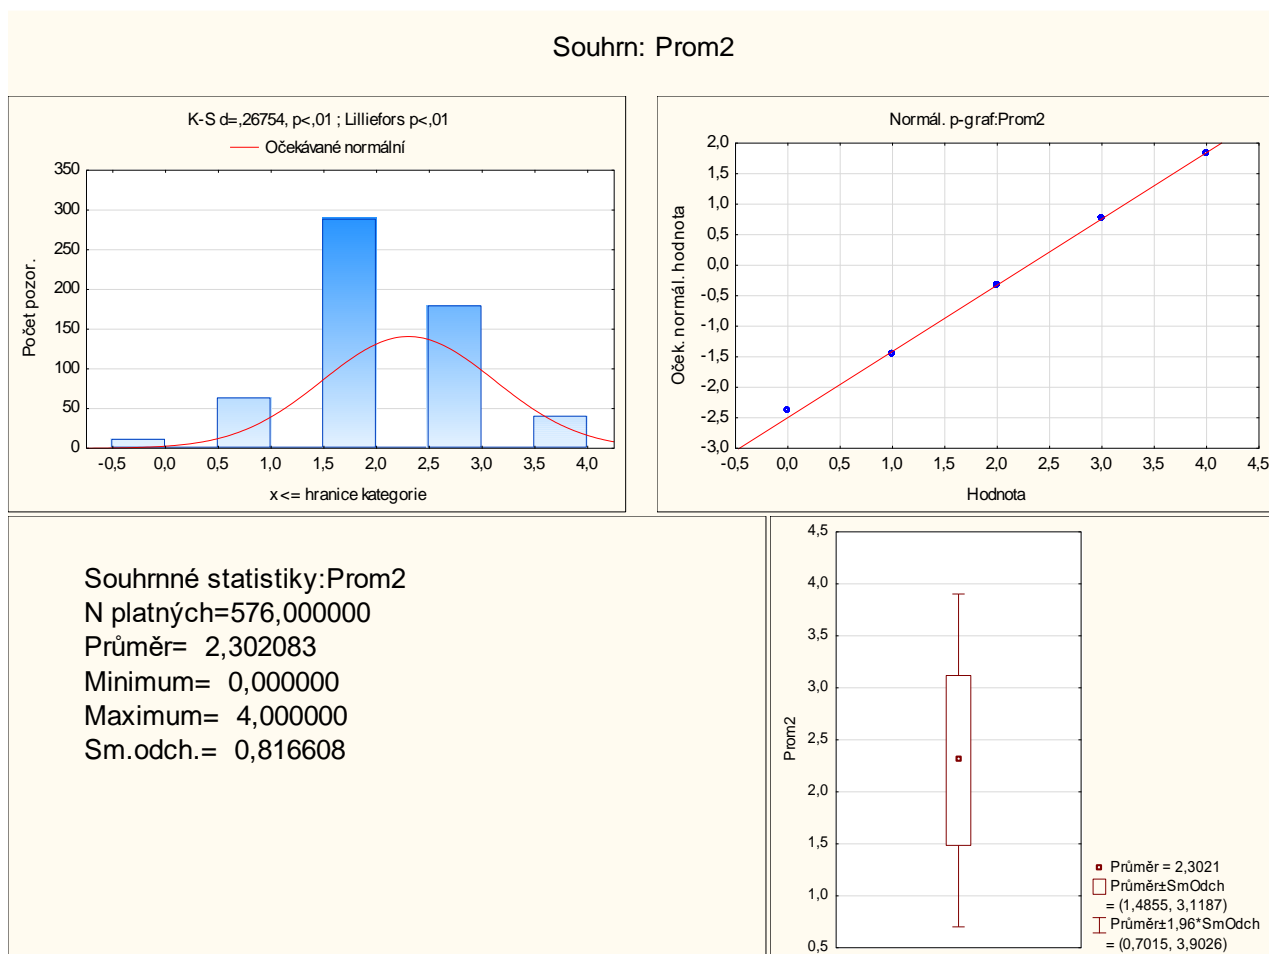 Souhrn: Prom2
K-S d=,26754, p<,01 ; Lilliefors p<,01
Očekávané normální
350
300
250
200
150
100
50
0
Počet pozor.
-0,5 0,0 0,5 1,0 1,5 2,0 2,5 3,0 3,5 4,0
x <= hranice kategorie
Normál. p-graf:Prom2
2,0
1,5
1,0
0,5
0,0
-0,5
-1,0
-1,5
-2,0
-2,5
-3,0
Oček. normál. hodnota
-0,5 0,0 0,5 1,0 1,5 2,0 2,5 3,0 3,5 4,0 4,5
Hodnota
Souhrnné statistiky:Prom2
N platných=576,000000
Průměr= 2,302083
Minimum= 0,000000
Maximum= 4,000000
Sm.odch.= 0,816608
4,5
4,0
3,5
3,0
2,5
2,0
1,5
1,0
0,5
Prom2
Průměr = 2,3021
Průměr±SmOdch
= (1,4855, 3,1187)
Průměr±1,96*SmOdch
= (0,7015, 3,9026)